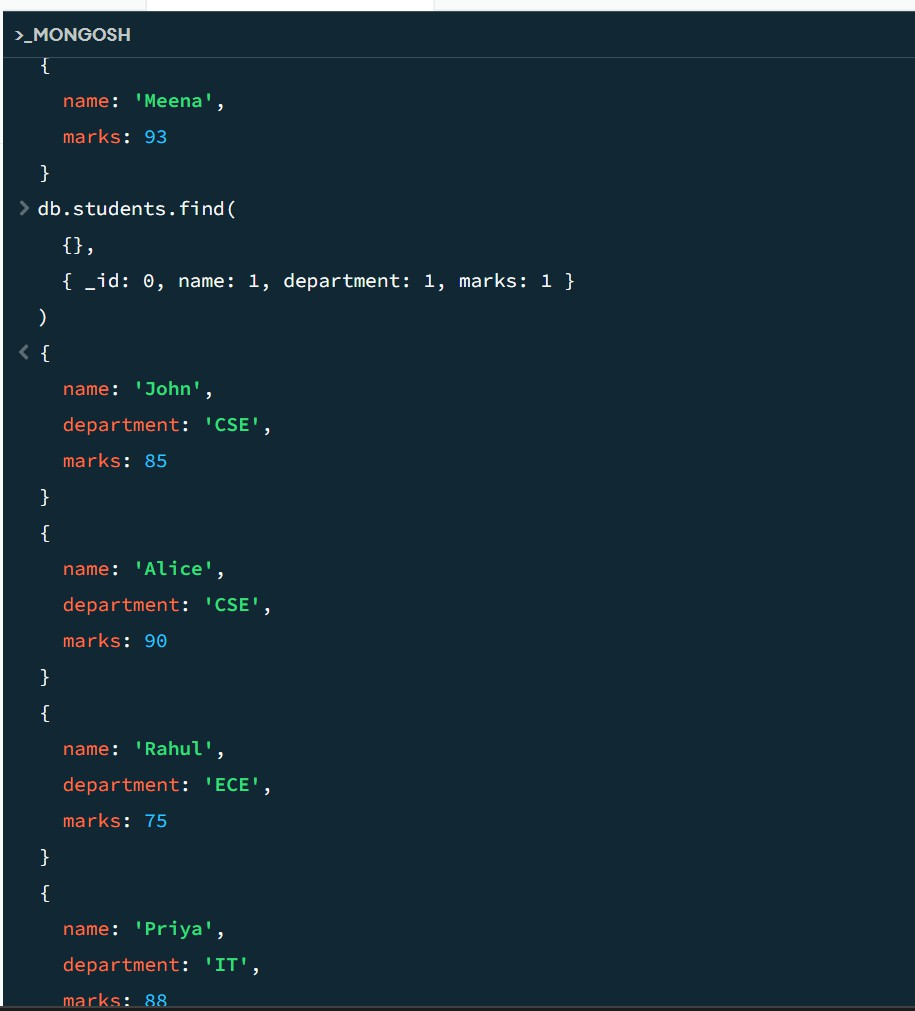 >_MONGOSH
{
name: 'Meena',
marks: 93
}
> db.students.find(
{},
{ _id: 0, name: 1, department: 1, marks: 1 }
)
< {
name: 'John',
department: 'CSE',
marks: 85
}
{
name: 'Alice',
department: 'CSE',
marks: 90
}
{
name: 'Rahul',
department: 'ECE',
marks: 75
}
{
name: 'Priya',
department: 'IT',
marks: 88